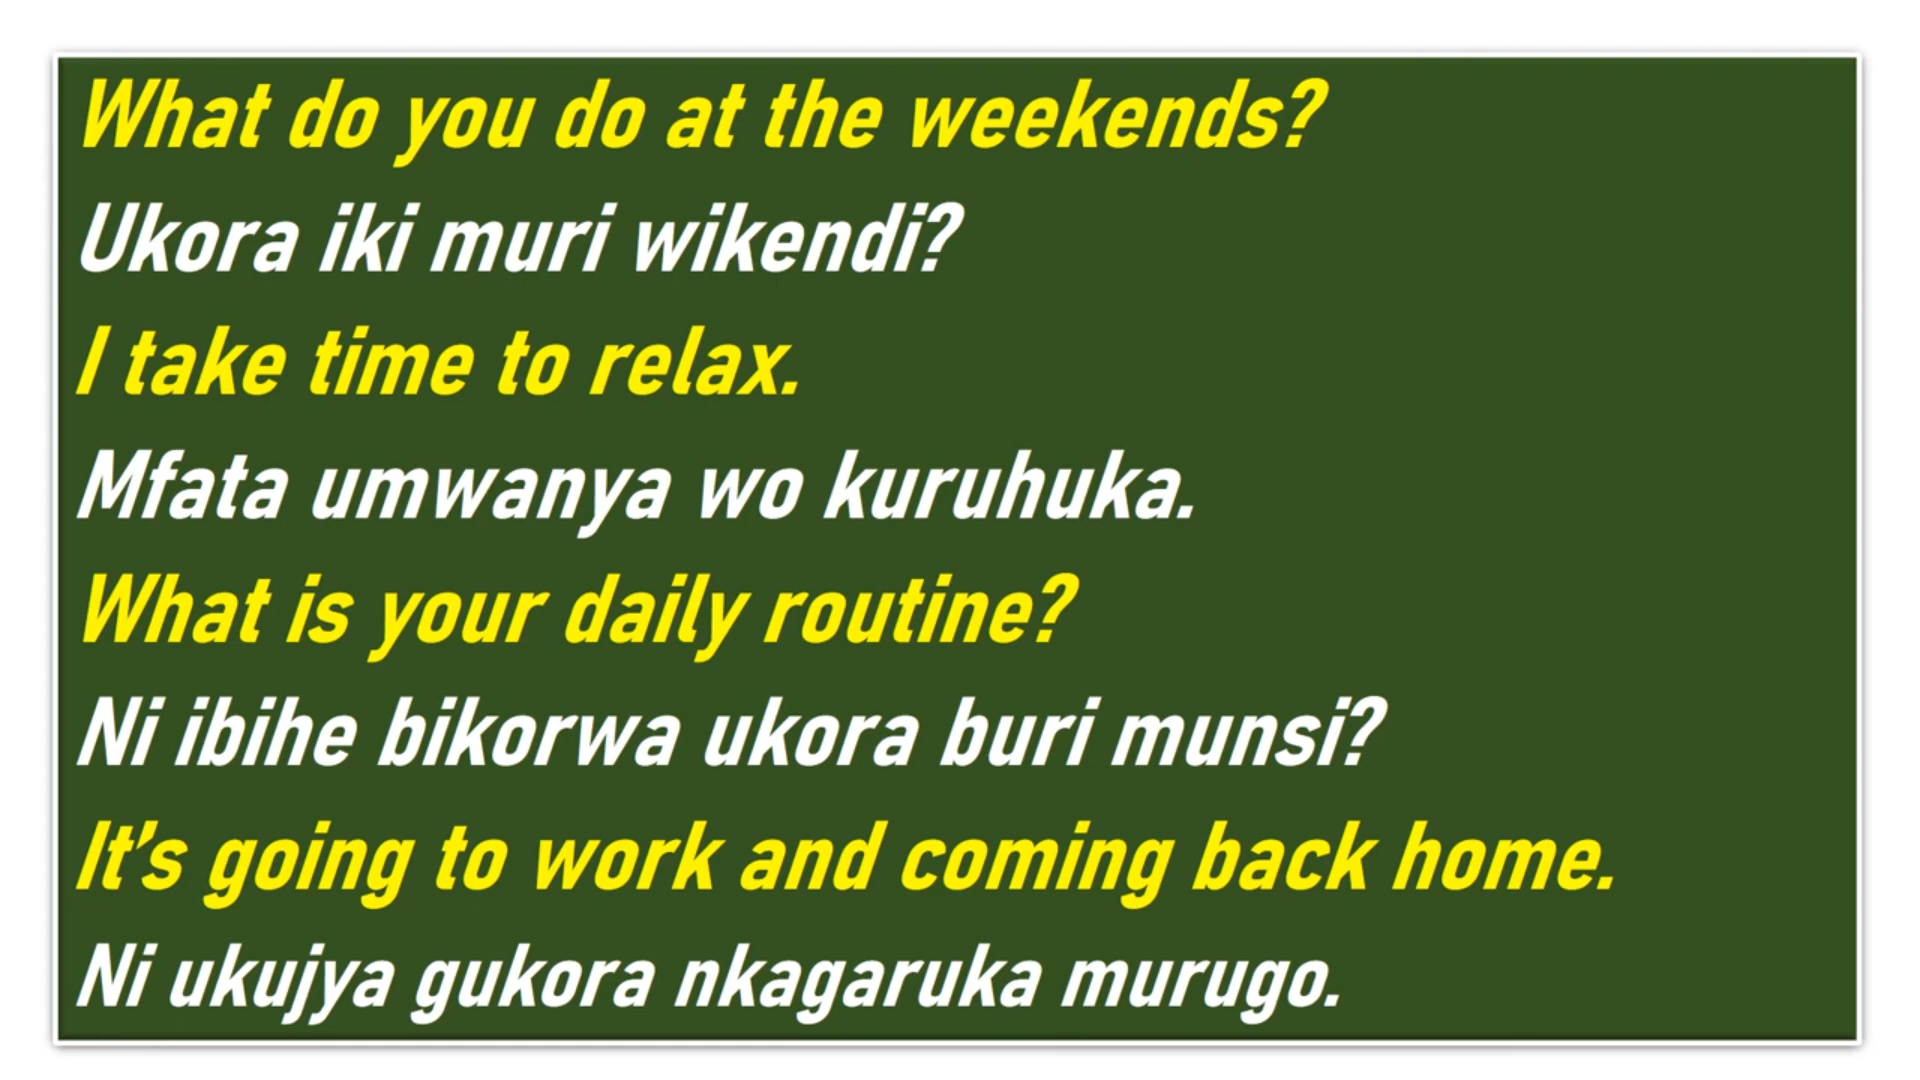 What do you do at the weekends?
Ukora iki muri wikendi?
I take time to relax.
Mfata umwanya wo kuruhuka.
What is your daily routine?
Ni ibihe bikorwa ukora buri munsi?
It's going to work and coming back home.
Ni ukujya gukora nkagaruka murugo.